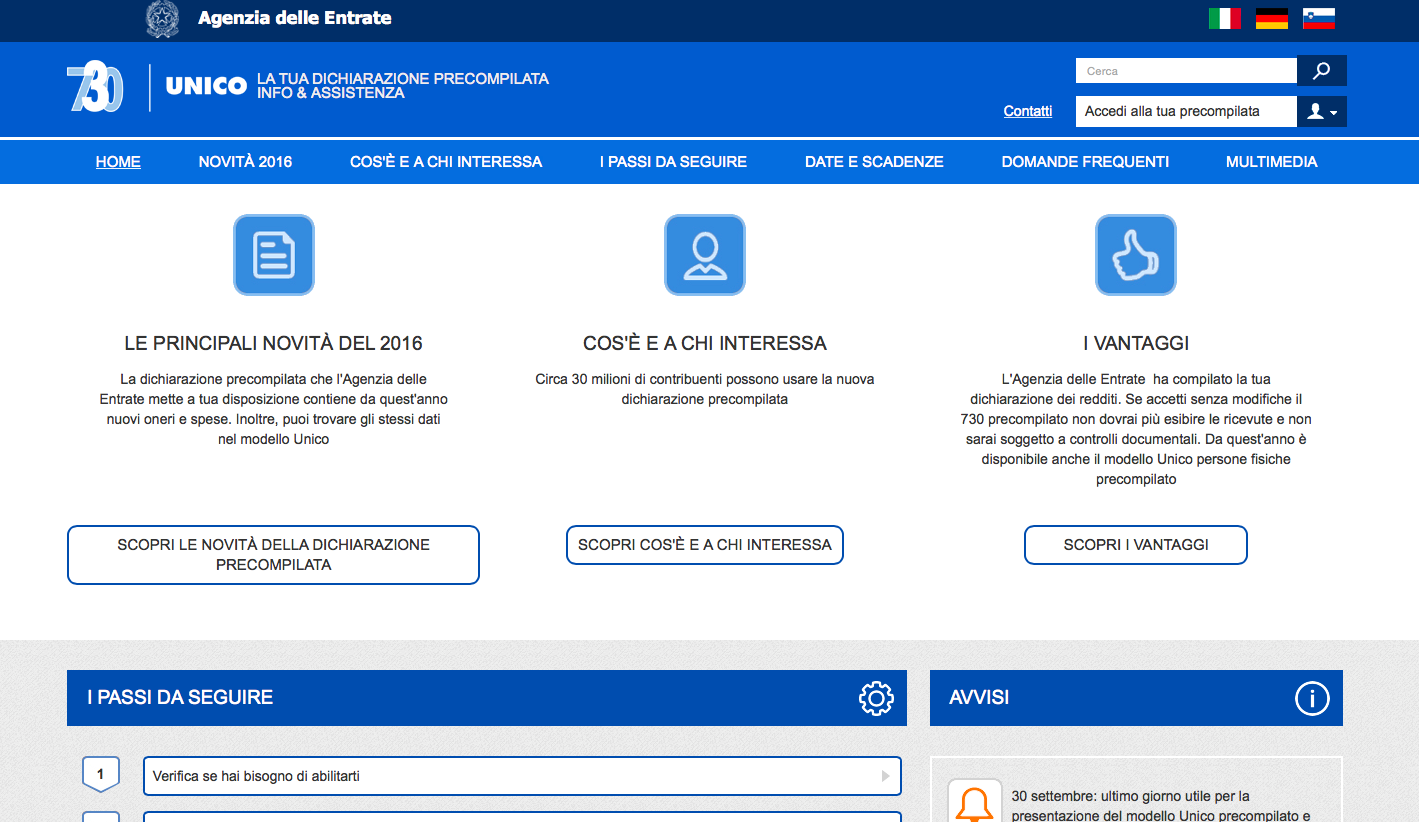 Agenzia delle Entrate
730
UNICO
LA TUA DICHIARAZIONE PRECOMPILATA
INFO & ASSISTENZA
Cerca
Contatti
Accedi alla tua precompilata
HOME
NOVITÀ 2016
COS'È E A CHI INTERESSA
I PASSI DA SEGUIRE
DATE E SCADENZE
DOMANDE FREQUENTI
MULTIMEDIA
LE PRINCIPALI NOVITÀ DEL 2016
La dichiarazione precompilata che l'Agenzia delle
Entrate mette a tua disposizione contiene da quest'anno
nuovi oneri e spese. Inoltre, puoi trovare gli stessi dati
nel modello Unico
SCOPRI LE NOVITÀ DELLA DICHIARAZIONE
PRECOMPILATA
COS'È E A CHI INTERESSA
Circa 30 milioni di contribuenti possono usare la nuova
dichiarazione precompilata
SCOPRI COS'È E A CHI INTERESSA
I VANTAGGI
L'Agenzia delle Entrate ha compilato la tua
dichiarazione dei redditi. Se accetti senza modifiche il
730 precompilato non dovrai più esibire le ricevute e non
sarai soggetto a controlli documentali. Da quest'anno è
disponibile anche il modello Unico persone fisiche
precompilato
SCOPRI I VANTAGGI
I PASSI DA SEGUIRE
1
Verifica se hai bisogno di abilitarti
AVVISI
30 settembre: ultimo giorno utile per la
presentazione del modello Unico precompilato e